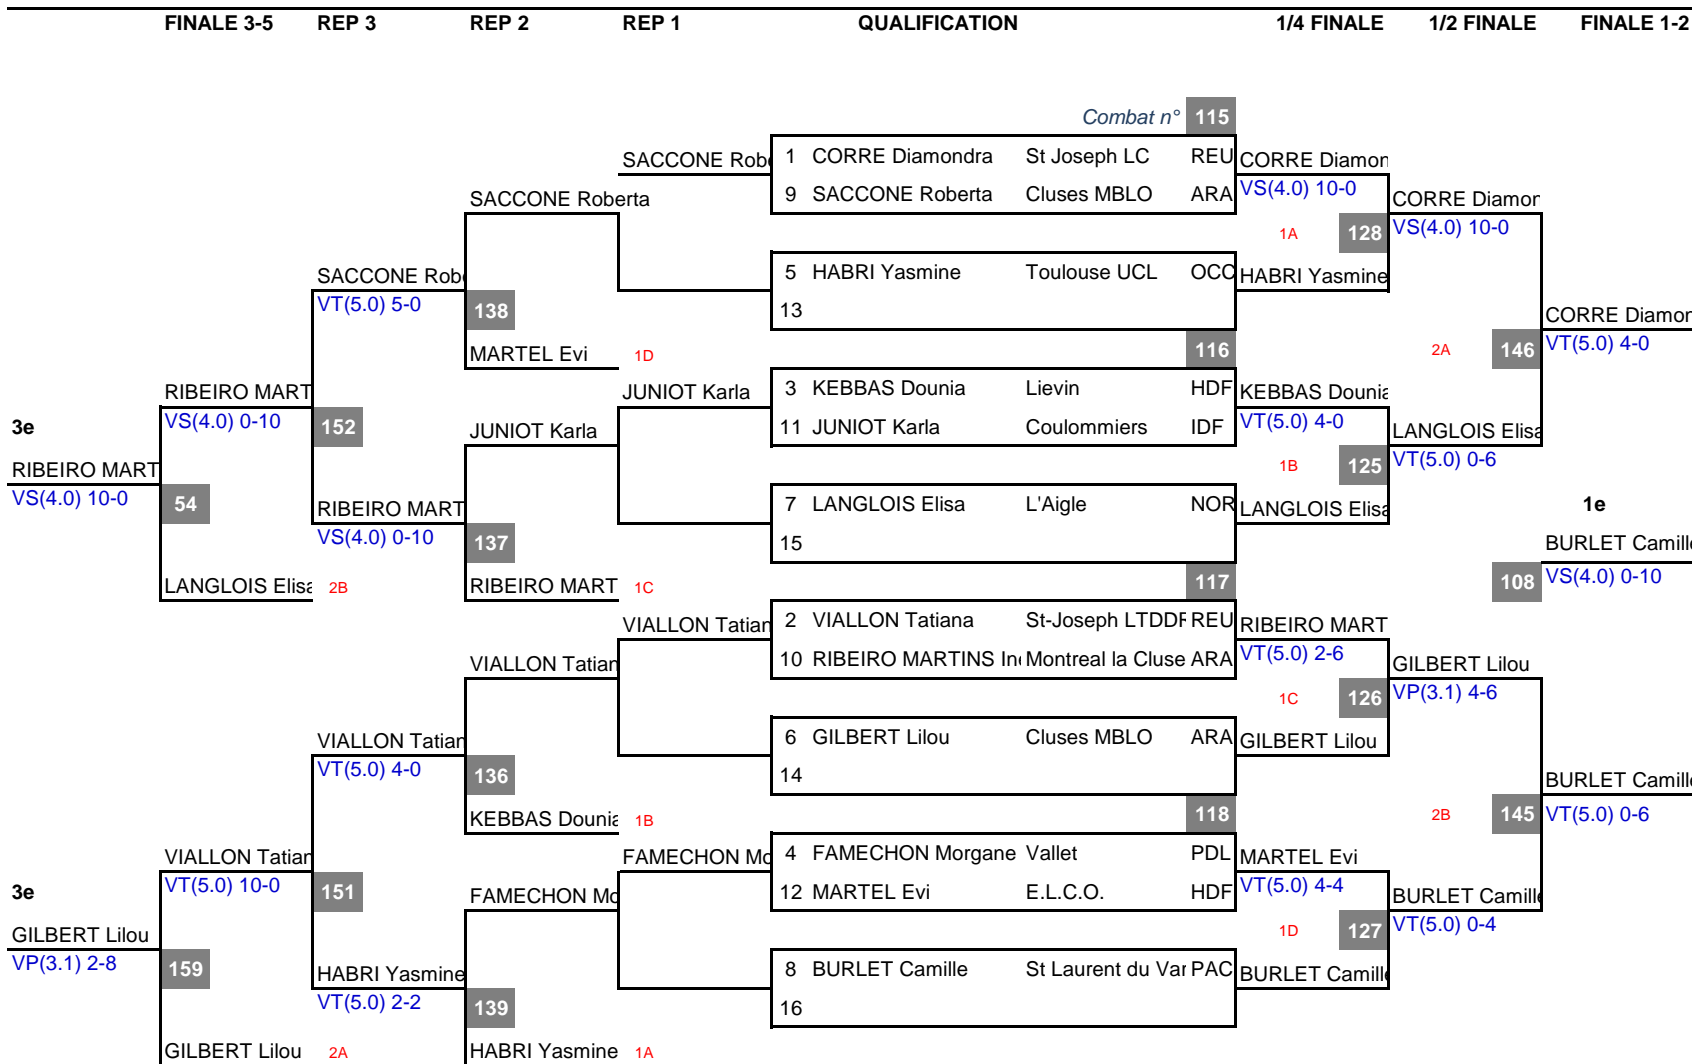 FINALE 3-5 REP 3 REP 2 REP 1 QUALIFICATION 1/4 FINALE 1/2 FINALE FINALE 1-2
Combat n° 115
SACCONE Robe 1 CORRE Diamondra St Joseph LC REU CORRE Diamon
SACCONE Roberta 9 SACCONE Roberta Cluses MBLO ARA VS(4.0) 10-0 CORRE Diamon
1A 128 VS(4.0) 10-0
SACCONE Robe 5 HABRI Yasmine Toulouse UCL OCC HABRI Yasmine
VT(5.0) 5-0 138 13 CORRE Diamon
MARTEL Evi 1D 116 2A 146 VT(5.0) 4-0
RIBEIRO MART JUNIOT Karla 3 KEBBAS Dounia Lievin HDF KEBBAS Dounia
3e VS(4.0) 0-10 152 JUNIOT Karla 11 JUNIOT Karla Coulommiers IDF VT(5.0) 4-0 LANGLOIS Elisa
RIBEIRO MART 1B 125 VT(5.0) 0-6
VS(4.0) 10-0 54 RIBEIRO MART 7 LANGLOIS Elisa L'Aigle NOR LANGLOIS Elisa 1e
VS(4.0) 0-10 137 15 BURLET Camille
LANGLOIS Elisa 2B RIBEIRO MART 1C 117 108 VS(4.0) 0-10
VIALLON Tatian 2 VIALLON Tatiana St-Joseph LTDDR REU RIBEIRO MART
VIALLON Tatian 10 RIBEIRO MARTINS In Montreal la Cluse ARA VT(5.0) 2-6 GILBERT Lilou
1C 126 VP(3.1) 4-6
VIALLON Tatian 6 GILBERT Lilou Cluses MBLO ARA GILBERT Lilou
VT(5.0) 4-0 136 14 BURLET Camille
KEBBAS Dounia 1B 118 2B 145 VT(5.0) 0-6
VIALLON Tatian FAMECHON Mo 4 FAMECHON Morgane Vallet PDL MARTEL Evi
3e VT(5.0) 10-0 151 FAMECHON Mo 12 MARTEL Evi E.L.C.O. HDF VT(5.0) 4-4 BURLET Camille
GILBERT Lilou 1D 127 VT(5.0) 0-4
VP(3.1) 2-8 159 HABRI Yasmine 8 BURLET Camille St Laurent du Var PAC BURLET Camille
VT(5.0) 2-2 139 16
GILBERT Lilou 2A HABRI Yasmine 1A